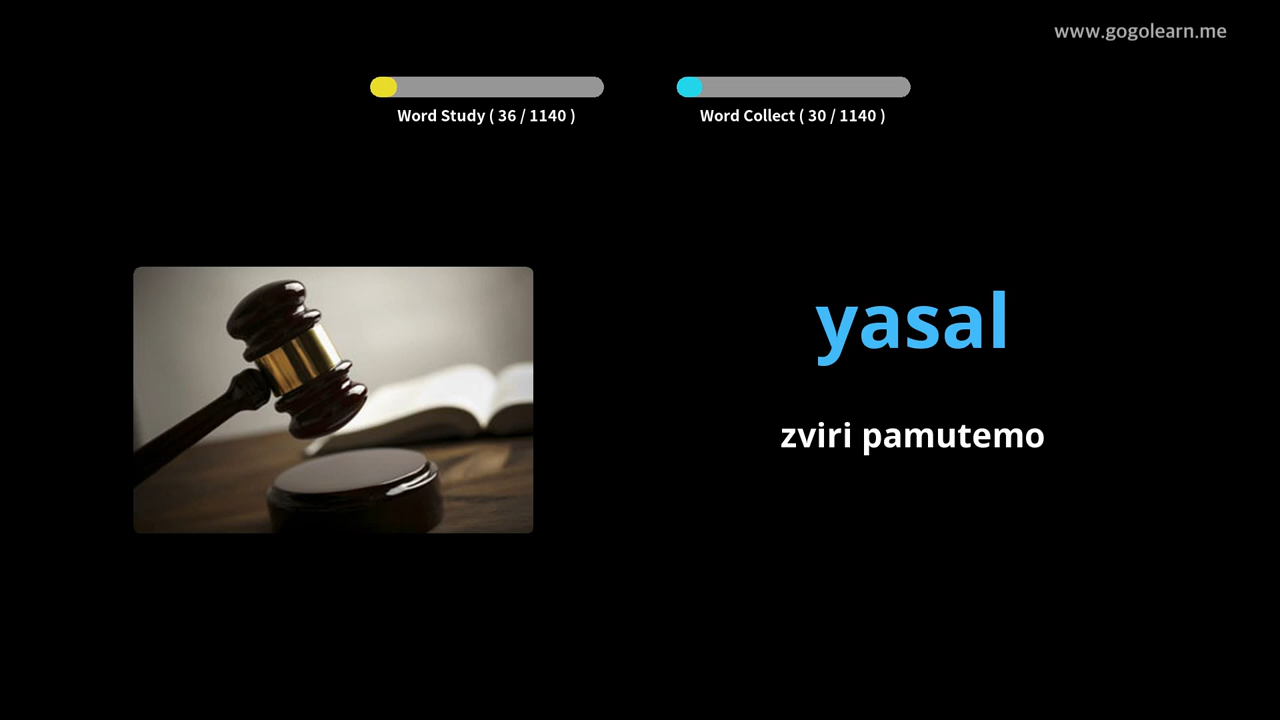 www.gogolearn.me
Word Study ( 36 / 1140 )
Word Collect ( 30 / 1140 )
yasal
zviri pamutemo